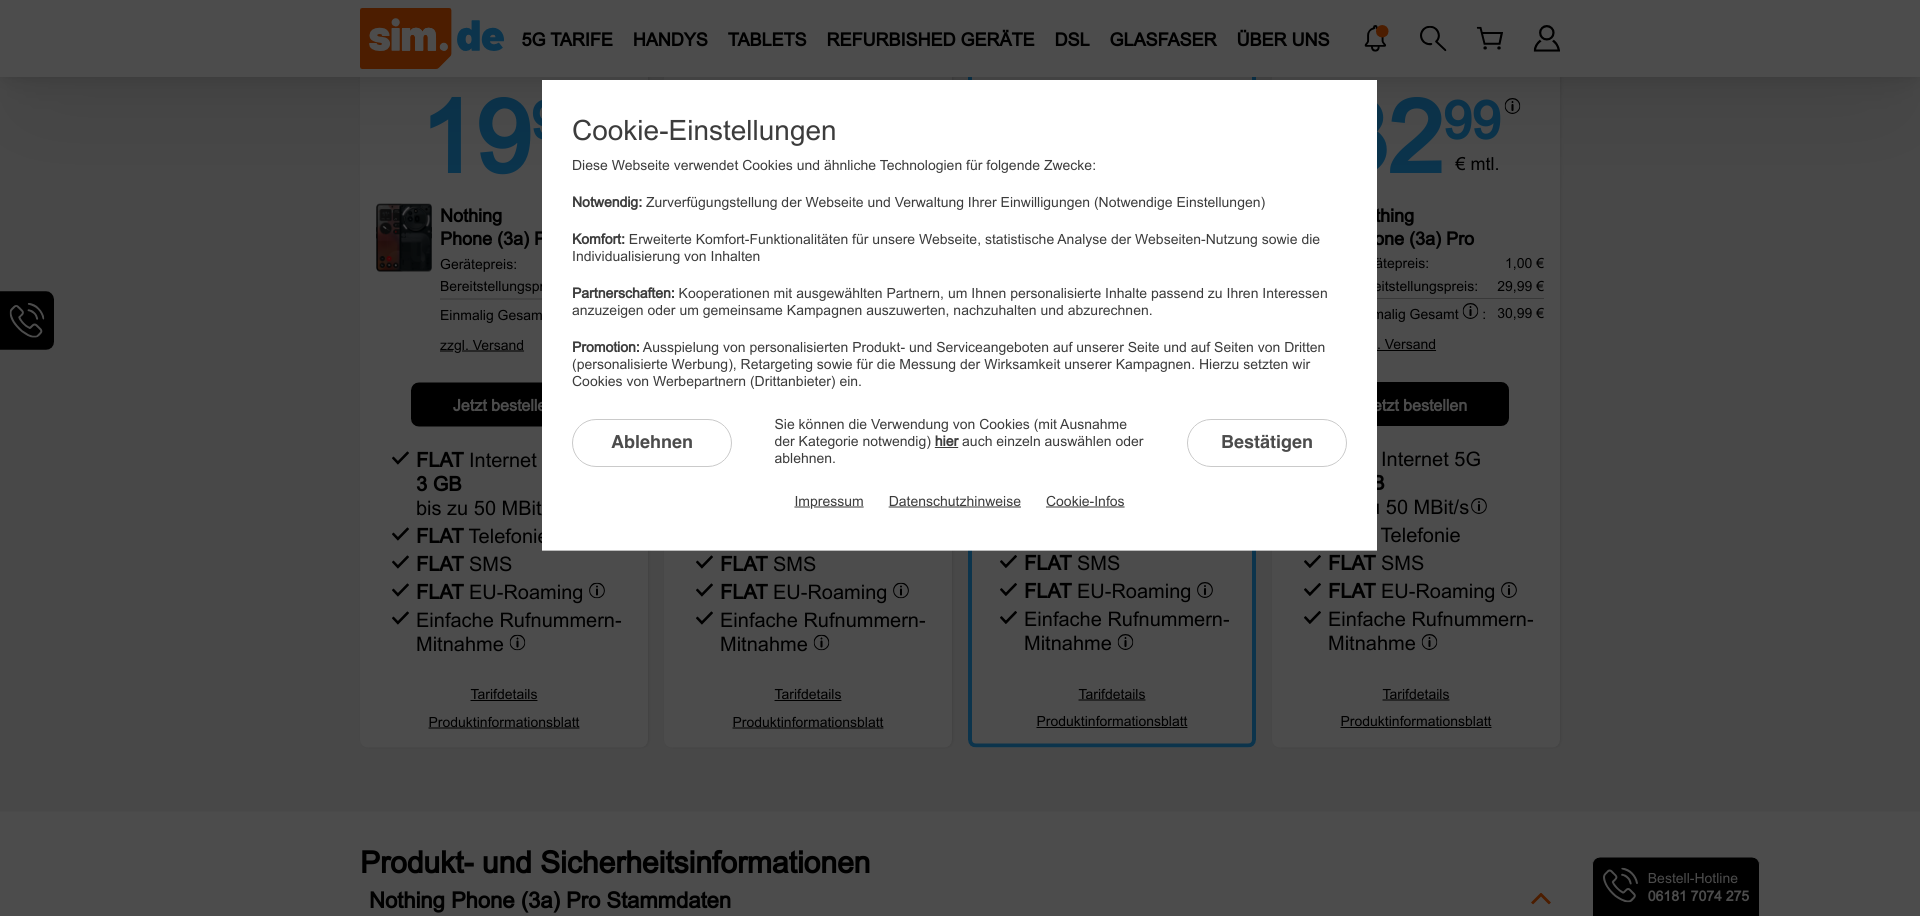 sim.de
5G TARIFE HANDYS TABLETS REFURBISHED GERÄTE DSL GLASFASER ÜBER UNS
19
32 99
€ mtl.
Nothing
Phone (3a)
Gerätepreis:
Einmalig Gesam
zzgl. Versand
Jetzt
FLAT Internet
3 GB
bis zu 50 MBit
FLAT Telefonie
FLAT SMS
FLAT EU-Roaming
Einfache Rufnummern-
Mitnahme
Tarifdetails
Produktinformationsblatt
Cookie-Einstellungen
Diese Webseite verwendet Cookies und ähnliche Technologien für folgende Zwecke:
Notwendig: Zurverfügungstellung der Webseite und Verwaltung Ihrer Einwilligungen (Notwendige Einstellungen)
Komfort: Erweiterte Komfort-Funktionalitäten für unsere Webseite, statistische Analyse der Webseiten-Nutzung sowie die
Individualisierung von Inhalten
Partnerschaften: Kooperationen mit ausgewählten Partnern, um Ihnen personalisierte Inhalte passend zu Ihren Interessen
anzuzeigen oder um gemeinsame Kampagnen auszuwerten, nachzuhalten und abzurechnen.
Promotion: Ausspielung von personalisierten Produkt- und Serviceangeboten auf unserer Seite und auf Seiten von Dritten
(personalisierte Werbung), Retargeting sowie für die Messung der Wirksamkeit unserer Kampagnen. Hierzu setzten wir
Cookies von Werbepartnern (Drittanbieter) ein.
Ablehnen
Sie können die Verwendung von Cookies (mit Ausnahme
der Kategorie notwendig) hier auch einzeln auswählen oder
ablehnen.
Bestätigen
Impressum Datenschutzhinweise Cookie-Infos
FLAT SMS
FLAT EU-Roaming
Einfache Rufnummern-
Mitnahme
Tarifdetails
Produktinformationsblatt
FLAT SMS
FLAT EU-Roaming
Einfache Rufnummern-
Mitnahme
Tarifdetails
Produktinformationsblatt
(3a) Pro
1,00 €
29,99 €
Gesamt : 30,99 €
Versand
bestellen
Internet 5G
50 MBit/s
Telefonie
FLAT SMS
FLAT EU-Roaming
Einfache Rufnummern-
Mitnahme
Tarifdetails
Produktinformationsblatt
Produkt- und Sicherheitsinformationen
Nothing Phone (3a) Pro Stammdaten
Bestell-Hotline
06181 7074 275